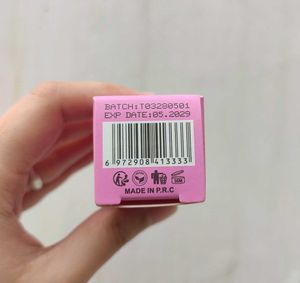 BATCH:T03280501
EXP DATE:05.2029
6 972908 413333
MADE IN P.R.C